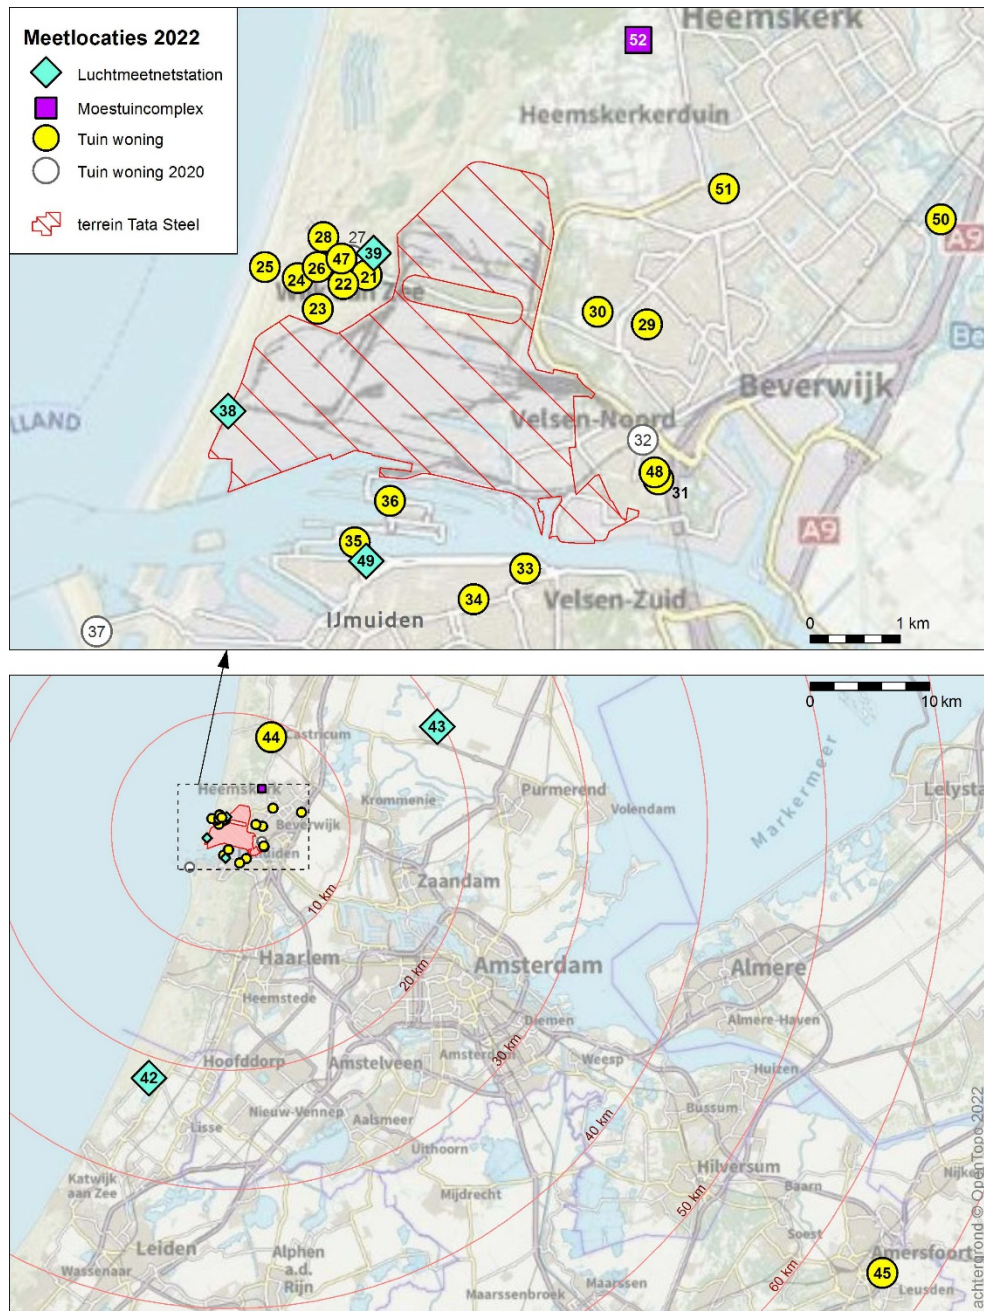 Meetlocaties 2022
Luchtmeetnetstation
Moestuincomplex
Tuin woning
Tuin woning 2020
terrein Tata Steel
Heemskerk
52
Heemskerkerduin
51
50
A9
28
27
39
47
25
26
24
22
21
23
30
29
Beverwijk
LLAND
38
Velsen-Noord
32
48
31
36
A9
35
49
33
34
Velsen-Zuid
IJmuiden
37
0
1 km
0
10 km
43
44
Castricum
Heemskerk
Krommenie
Purmerend
Volendam
Markermeer
Lelysta
Beverwijk
Zaandam
10 km
Haarlem
Amsterdam
Almere
20 km
Heemstede
Diemen
Almere-Haven
Hoofddorp
Amstelveen
30 km
Weesp
Huizen
42
Nieuw-Vennep
Aalsmeer
Bussum
Lisse
Uithoorn
40 km
Hilversum
Katwijk
aan Zee
Mijdrecht
Baarn
Nijker
50 km
Soest
Leiden
Alphen
a.d.
Rijn
Amersfoort
60 km
45
Wassenaar
Maarssen
Maarssenbroek
Leusden
achtergrond © OpenTopo 2022